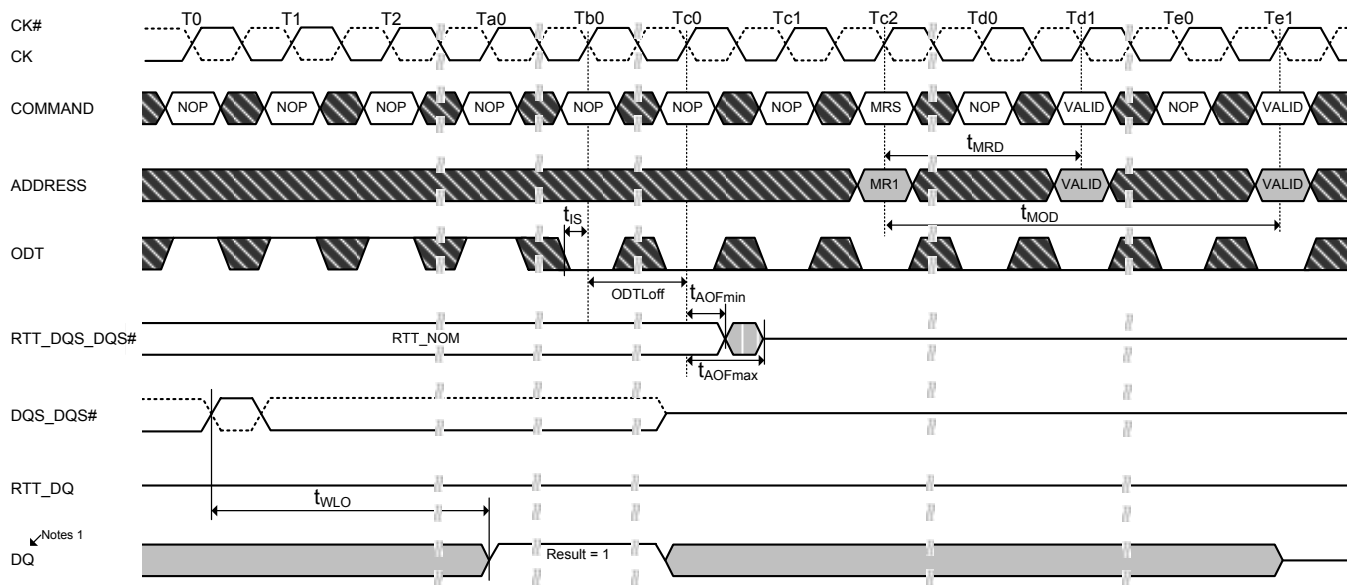 CK#
CK
T0 T1 T2 Ta0 Tb0 Tc0 Tc1 Tc2 Td0 Td1 Te0 Te1
COMMAND
NOP NOP NOP NOP NOP NOP NOP MRS NOP VALID NOP VALID
tMRD
ADDRESS
MR1 VALID VALID
tMOD
tIS
ODT
ODTLoff
tAOFmin
RTT_DQS_DQS#
RTT_NOM
tAOFmax
DQS_DQS#
RTT_DQ
tWLO
Notes 1
DQ
Result = 1